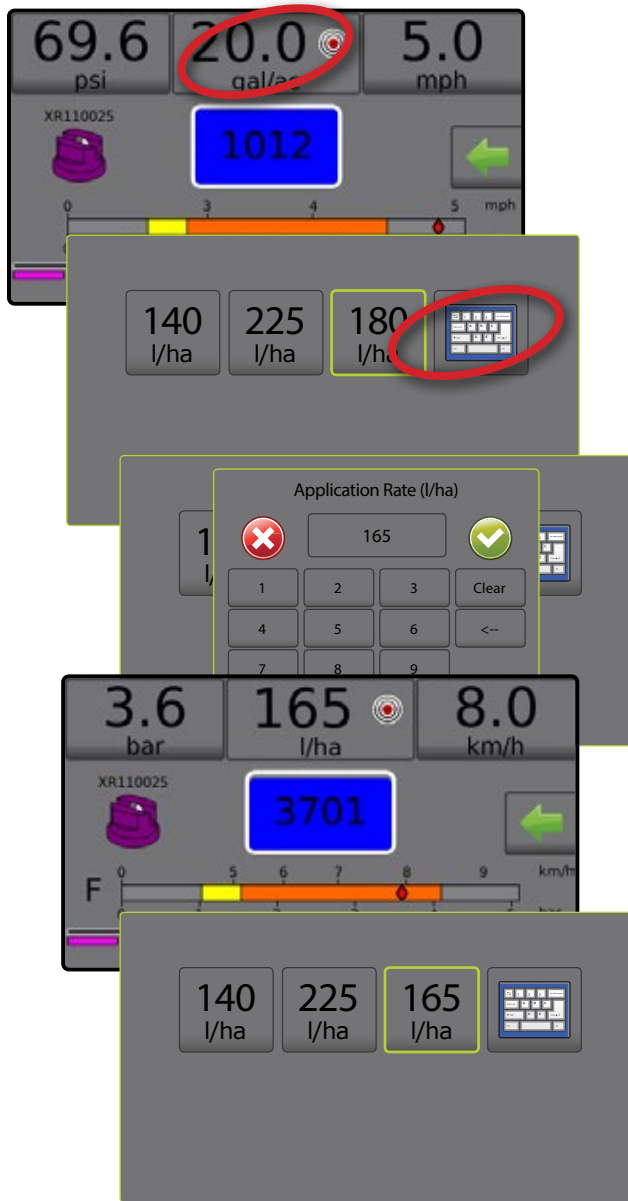 69.6 20.0 5.0
psi gal/ac mph
XR110025
1012
0 3 4 5 mph
140 225 180
l/ha l/ha l/ha
Application Rate (l/ha)
165
1 2 3 Clear
4 5 6 <--
7 8 9
3.6 165 8.0
bar l/ha km/h
XR110025
3701
0 5 6 7 8 9 km/h
F
140 225 165
l/ha l/ha l/ha